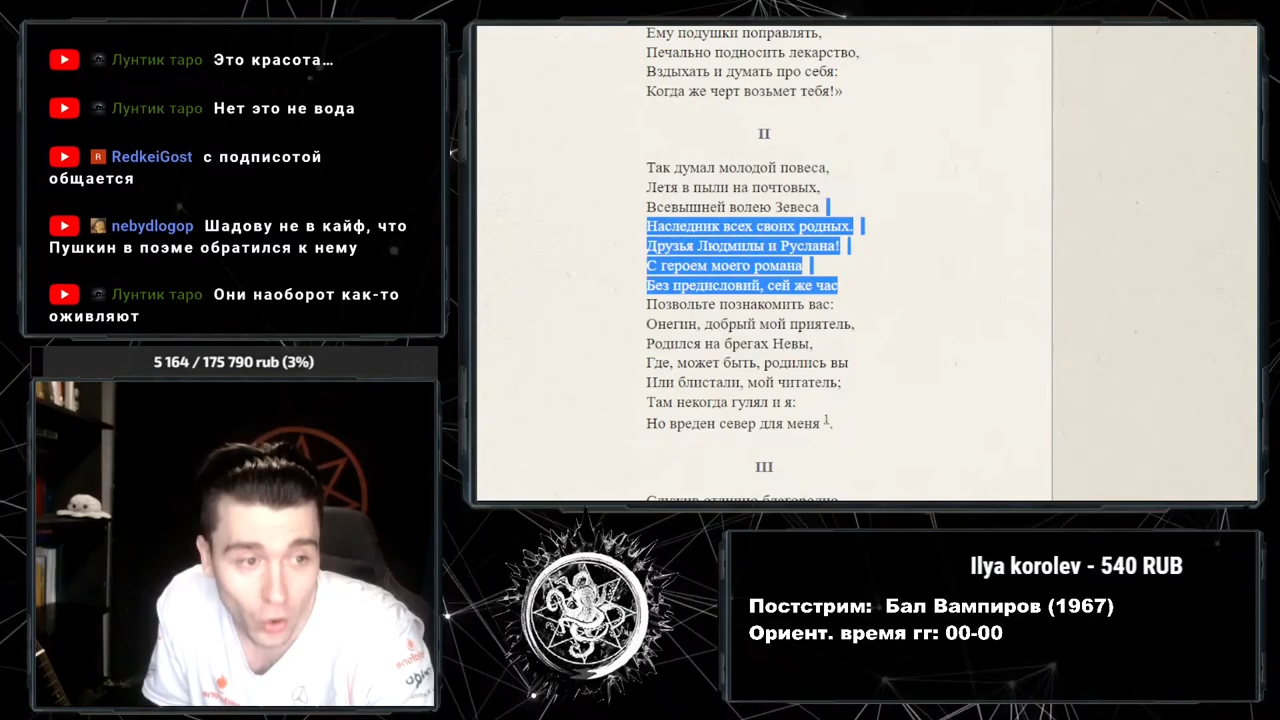 Лунтик таро Это красота…
Лунтик таро Нет это не вода
R RedkeiGost с подписотой
общается
nebydlogop Шадову не в кайф, что
Пушкин в поэме обратился к нему
Лунтик таро Они наоборот как-то
оживляют
5 164 / 175 790 rub (3%)
Ему подушки поправлять,
Печально подносить лекарство,
Вздыхать и думать про себя:
Когда же черт возьмет тебя!»
II
Так думал молодой повеса,
Летя в пыли на почтовых,
Всевышней волею Зевеса
Наследник всех своих родных.
Друзья Людмилы и Руслана!
С героем моего романа
Без предисловий, сей же час
Позвольте познакомить вас:
Онегин, добрый мой приятель,
Родился на брегах Невы,
Где, может быть, родились вы
Или блистали, мой читатель;
Там некогда гулял и я:
Но вреден север для меня 1.
III
Служив отлично благородно,
Ilya korolev - 540 RUB
Постстрим: Бал Вампиров (1967)
Ориент. время гг: 00-00